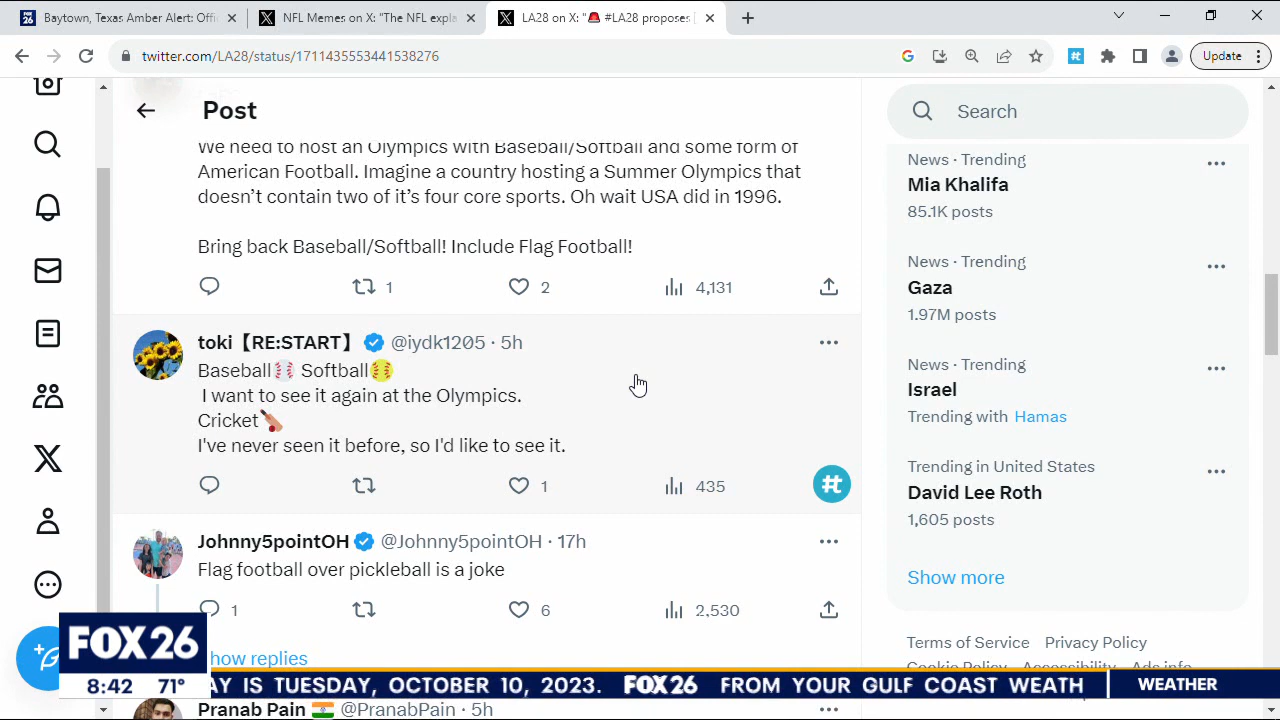 Baytown, Texas Amber Alert: Offi
NFL Memes on X: "The NFL expla
LA28 on X: "🚨 #LA28 proposes
twitter.com/LA28/status/1711435553441538276
Update
Post
We need to host an Olympics with Baseball/Softball and some form of
American Football. Imagine a country hosting a Summer Olympics that
doesn't contain two of it's four core sports. Oh wait USA did in 1996.
Bring back Baseball/Softball! Include Flag Football!
1 2 4,131
toki【RE:START】 @iydk1205 · 5h
Baseball⚾ Softball🥎
I want to see it again at the Olympics.
Cricket🏏
I've never seen it before, so I'd like to see it.
1 435
#
Johnny5pointOH @Johnny5pointOH · 17h
Flag football over pickleball is a joke
1 6 2,530
how replies
Pranab Pain 🇮🇳 @PranabPain · 5h
Search
News · Trending
Mia Khalifa
85.1K posts
News · Trending
Gaza
1.97M posts
News · Trending
Israel
Trending with Hamas
Trending in United States
David Lee Roth
1,605 posts
Show more
Terms of Service Privacy Policy
Cookie Policy Accessibility Ads info
FOX 26
8:42 71°
AY IS TUESDAY, OCTOBER 10, 2023. FOX 26 FROM YOUR GULF COAST WEATH
WEATHER